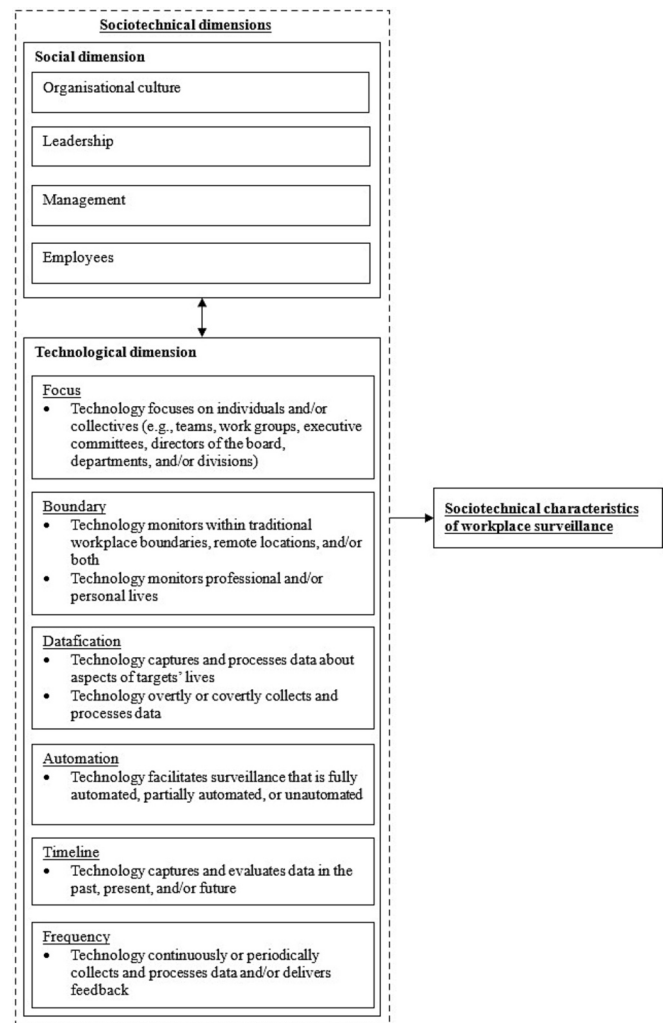 Sociotechnical dimensions
Social dimension
Organisational culture
Leadership
Management
Employees
Technological dimension
Focus
• Technology focuses on individuals and/or
collectives (e.g., teams, work groups, executive
committees, directors of the board,
departments, and/or divisions)
Boundary
• Technology monitors within traditional
workplace boundaries, remote locations, and/or
both
• Technology monitors professional and/or
personal lives
Datafication
• Technology captures and processes data about
aspects of targets’ lives
• Technology overtly or covertly collects and
processes data
Automation
• Technology facilitates surveillance that is fully
automated, partially automated, or unautomated
Timeline
• Technology captures and evaluates data in the
past, present, and/or future
Frequency
• Technology continuously or periodically
collects and processes data and/or delivers
feedback
Sociotechnical characteristics
of workplace surveillance